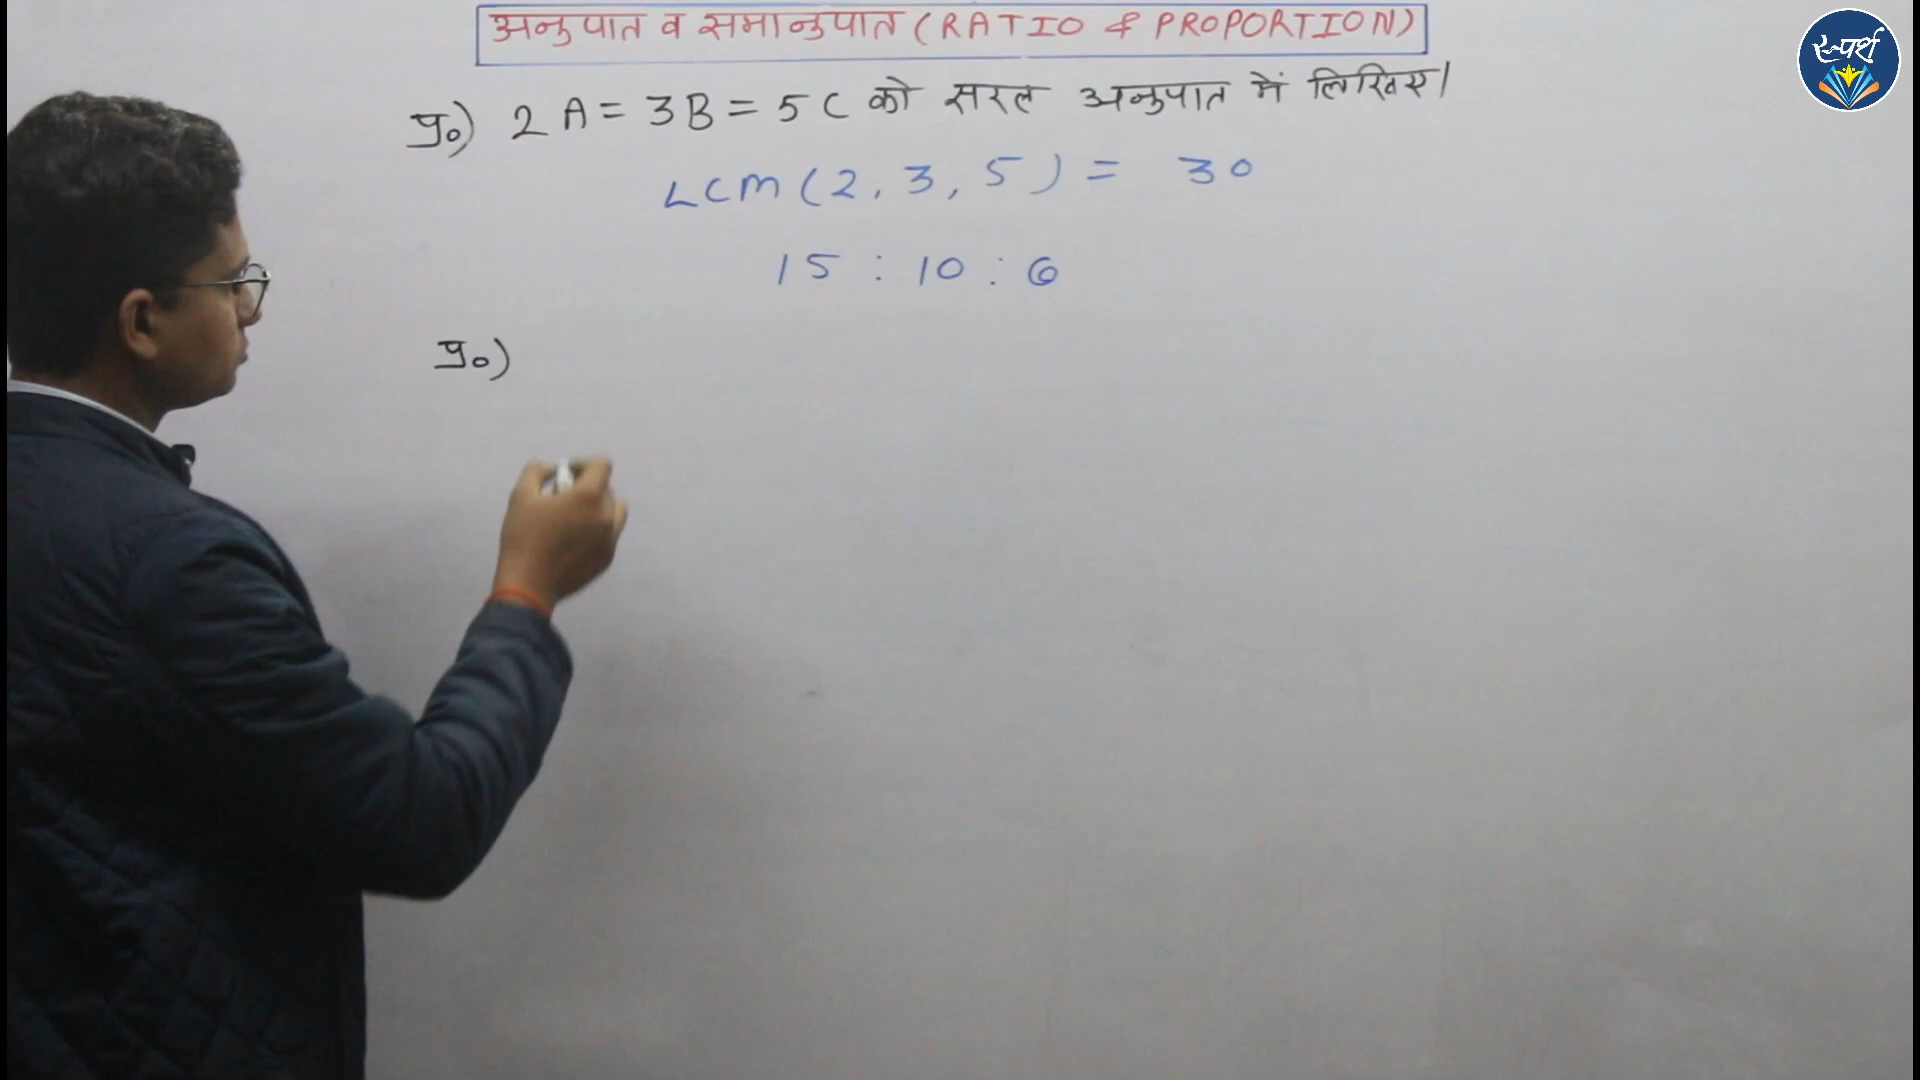 अनुपात व समानुपात (RATIO & PROPORTION)
स्पर्श
प्र०) 2A = 3B = 5C को सरल अनुपात में लिखिए।
LCM (2, 3, 5) = 30
15 : 10 : 6
प्र०)